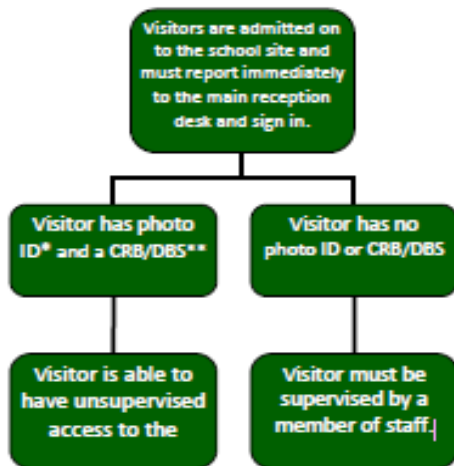 Visitors are admitted on
to the school site and
must report immediately
to the main reception
desk and sign in.
Visitor has photo
ID* and a CRB/DBS**
Visitor has no
photo ID or CRB/DBS
Visitor is able to
have unsupervised
access to the
Visitor must be
supervised by a
member of staff.